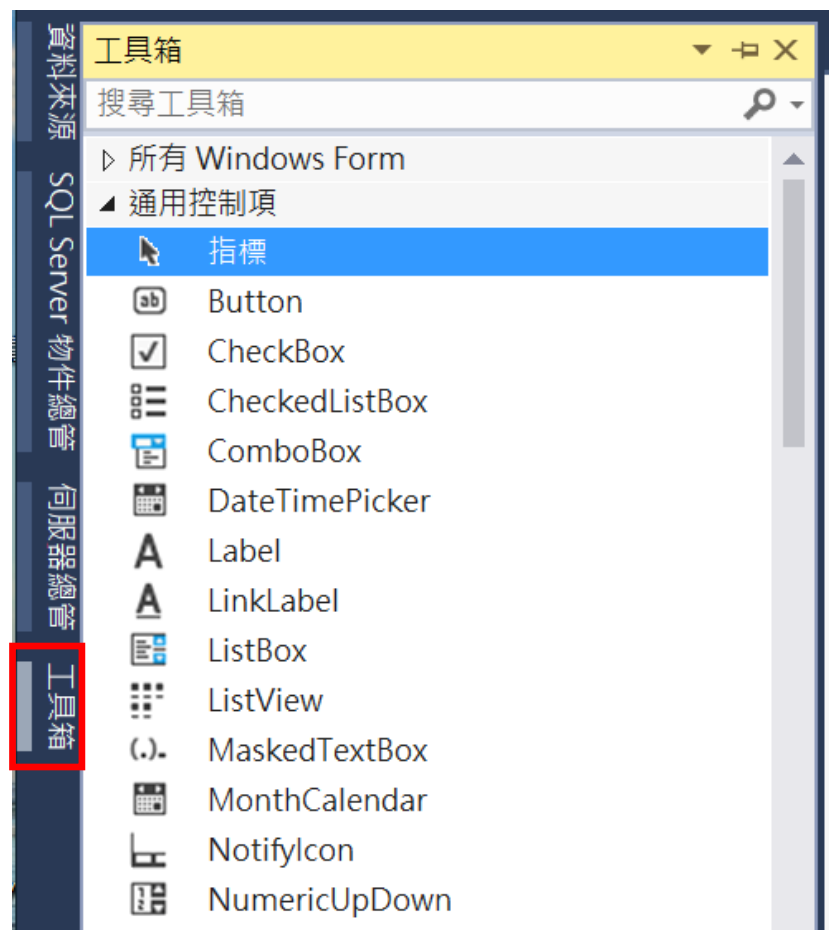 資料來源
SQL Server 物件總管
伺服器總管
工具箱
工具箱
搜尋工具箱
所有 Windows Form
通用控制項
指標
Button
CheckBox
CheckedListBox
ComboBox
DateTimePicker
Label
LinkLabel
ListBox
ListView
MaskedTextBox
MonthCalendar
NotifyIcon
NumericUpDown